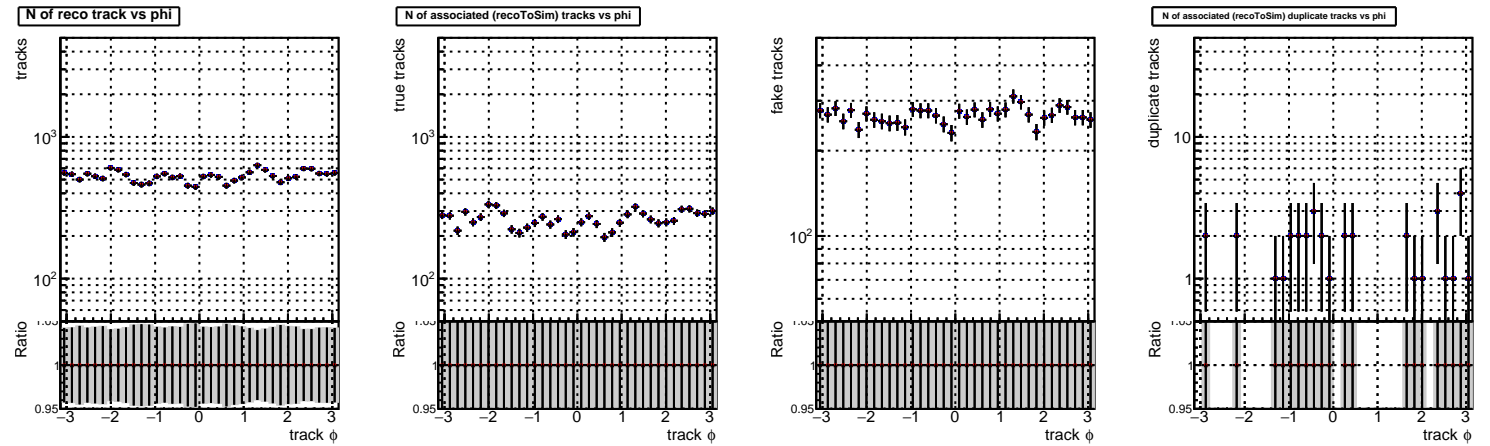 N of reco track vs phi
tracks
10³
10²
Ratio
1.05
1
0.95
−3 −2 −1 0 1 2 3
track ϕ
N of associated (recoToSim) tracks vs phi
true tracks
10³
10²
Ratio
1.05
1
0.95
−3 −2 −1 0 1 2 3
track ϕ
fake tracks
10²
Ratio
1.05
1
0.95
−3 −2 −1 0 1 2 3
track ϕ
N of associated (recoToSim) duplicate tracks vs phi
duplicate tracks
10
1
Ratio
1.05
1
0.95
−3 −2 −1 0 1 2 3
track ϕ